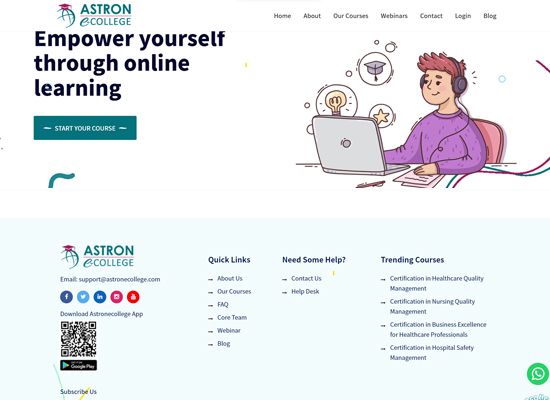 ASTRON
eCOLLEGE
Home About Our Courses Webinars Contact Login Blog
Empower yourself
through online
learning
START YOUR COURSE
ASTRON
eCOLLEGE
Email: support@astronecollege.com
Download Astronecollege App
GET IT ON
Google Play
Subscribe Us
Quick Links
About Us
Our Courses
FAQ
Core Team
Webinar
Blog
Need Some Help?
Contact Us
Help Desk
Trending Courses
Certification in Healthcare Quality
Management
Certification in Nursing Quality
Management
Certification in Business Excellence
for Healthcare Professionals
Certification in Hospital Safety
Management